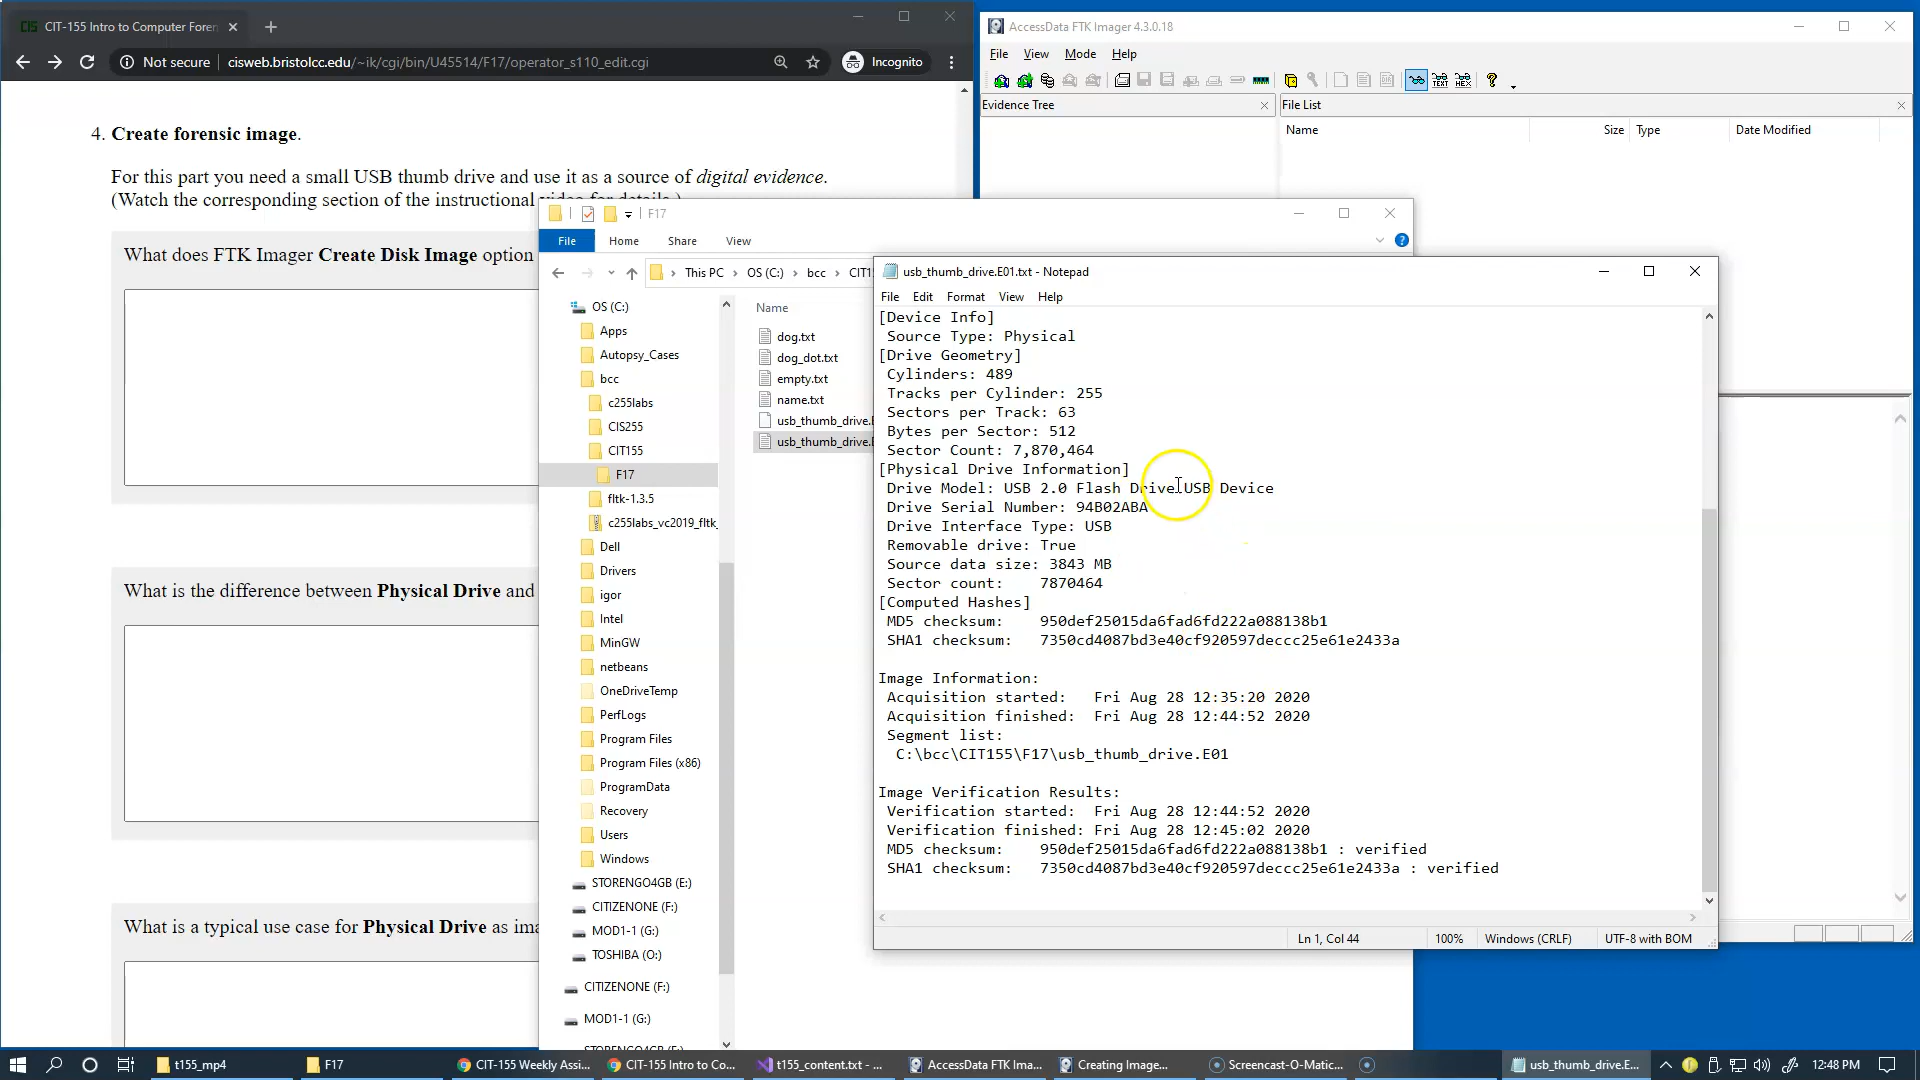 CIT-155 Intro to Computer Foren
Not secure
cisweb.bristolcc.edu/~ik/cgi/bin/U45514/F17/operator_s110_edit.cgi
Incognito
4. Create forensic image.
For this part you need a small USB thumb drive and use it as a source of digital evidence.
(Watch the corresponding section of the instructional video for details.)
What does FTK Imager Create Disk Image option
What is the difference between Physical Drive and
What is a typical use case for Physical Drive as ima
AccessData FTK Imager 4.3.0.18
File View Mode Help
Evidence Tree
File List
Name Size Type Date Modified
F17
File Home Share View
This PC OS (C:) bcc CIT1
OS (C:)
Apps
Autopsy_Cases
bcc
c255labs
CIS255
CIT155
F17
fltk-1.3.5
c255labs_vc2019_fltk_
Dell
Drivers
igor
Intel
MinGW
netbeans
OneDriveTemp
PerfLogs
Program Files
Program Files (x86)
ProgramData
Recovery
Users
Windows
STORENGO4GB (E:)
CITIZENONE (F:)
MOD1-1 (G:)
TOSHIBA (O:)
CITIZENONE (F:)
MOD1-1 (G:)
STORENGO4GB (E:)
Name
dog.txt
dog_dot.txt
empty.txt
name.txt
usb_thumb_drive.E
usb_thumb_drive.E
usb_thumb_drive.E01.txt - Notepad
File Edit Format View Help
[Device Info]
Source Type: Physical
[Drive Geometry]
Cylinders: 489
Tracks per Cylinder: 255
Sectors per Track: 63
Bytes per Sector: 512
Sector Count: 7,870,464
[Physical Drive Information]
Drive Model: USB 2.0 Flash Drive USB Device
Drive Serial Number: 94B02ABA
Drive Interface Type: USB
Removable drive: True
Source data size: 3843 MB
Sector count: 7870464
[Computed Hashes]
MD5 checksum: 950def25015da6fad6fd222a088138b1
SHA1 checksum: 7350cd4087bd3e40cf920597deccc25e61e2433a
Image Information:
Acquisition started: Fri Aug 28 12:35:20 2020
Acquisition finished: Fri Aug 28 12:44:52 2020
Segment list:
C:\bcc\CIT155\F17\usb_thumb_drive.E01
Image Verification Results:
Verification started: Fri Aug 28 12:44:52 2020
Verification finished: Fri Aug 28 12:45:02 2020
MD5 checksum: 950def25015da6fad6fd222a088138b1 : verified
SHA1 checksum: 7350cd4087bd3e40cf920597deccc25e61e2433a : verified
Ln 1, Col 44 100% Windows (CRLF) UTF-8 with BOM
t155_mp4
F17
CIT-155 Weekly Assi...
CIT-155 Intro to Co...
t155_content.txt - ...
AccessData FTK Ima...
Creating Image...
Screencast-O-Matic...
usb_thumb_drive.E...
12:48 PM